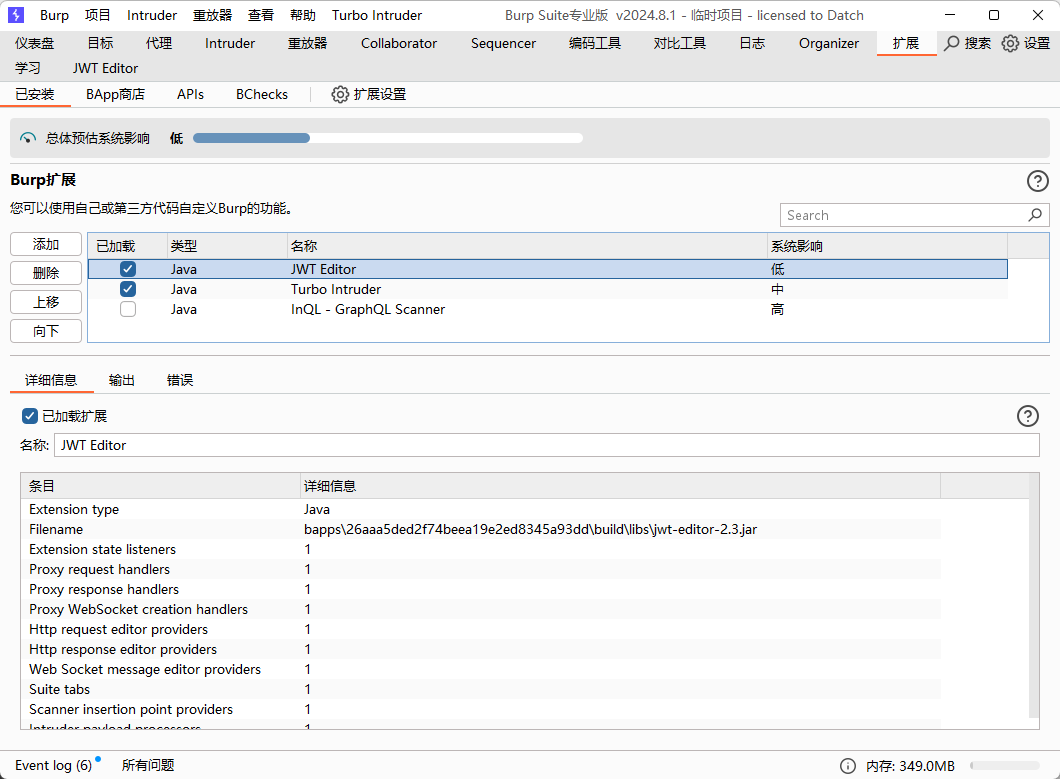 Burp 项目 Intruder 重放器 查看 帮助 Turbo Intruder Burp Suite专业版 v2024.8.1 - 临时项目 - licensed to Datch
仪表盘 目标 代理 Intruder 重放器 Collaborator Sequencer 编码工具 对比工具 日志 Organizer 扩展 搜索 设置
学习 JWT Editor
已安装 BApp商店 APIs BChecks 扩展设置
总体预估系统影响 低
Burp扩展
您可以使用自己或第三方代码自定义Burp的功能。
Search
添加 已加载 类型 名称 系统影响
删除 Java JWT Editor 低
上移 Java Turbo Intruder 中
向下 Java InQL - GraphQL Scanner 高
详细信息 输出 错误
已加载扩展
名称: JWT Editor
条目 详细信息
Extension type Java
Filename bapps\26aaa5ded2f74beea19e2ed8345a93dd\build\libs\jwt-editor-2.3.jar
Extension state listeners 1
Proxy request handlers 1
Proxy response handlers 1
Proxy WebSocket creation handlers 1
Http request editor providers 1
Http response editor providers 1
Web Socket message editor providers 1
Suite tabs 1
Scanner insertion point providers 1
Intruder payload processors 1
Event log (6) 所有问题 内存: 349.0MB